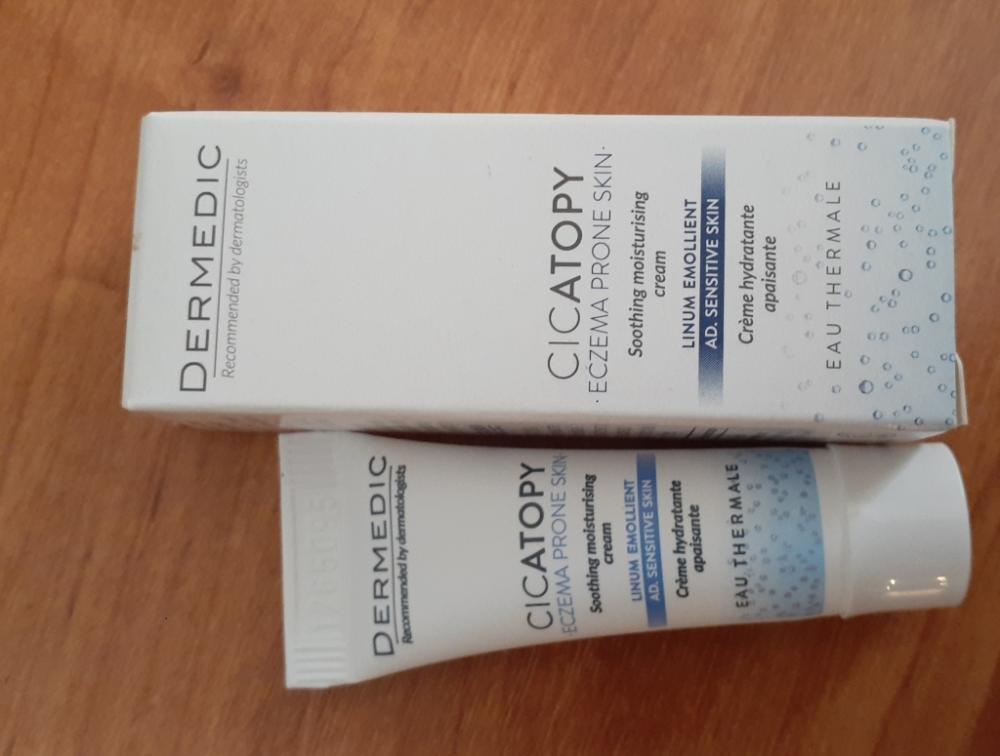 DERMEDIC
Recommended by dermatologists
CICATOPY
·ECZEMA PRONE SKIN·
Soothing moisturising
cream
LINUM EMOLLIENT
AD. SENSITIVE SKIN
Crème hydratante
apaisante
EAU THERMALE
DERMEDIC
Recommended by dermatologists
CICATOPY
·ECZEMA PRONE SKIN·
Soothing moisturising
cream
LINUM EMOLLIENT
AD. SENSITIVE SKIN
Crème hydratante
apaisante
EAU THERMALE